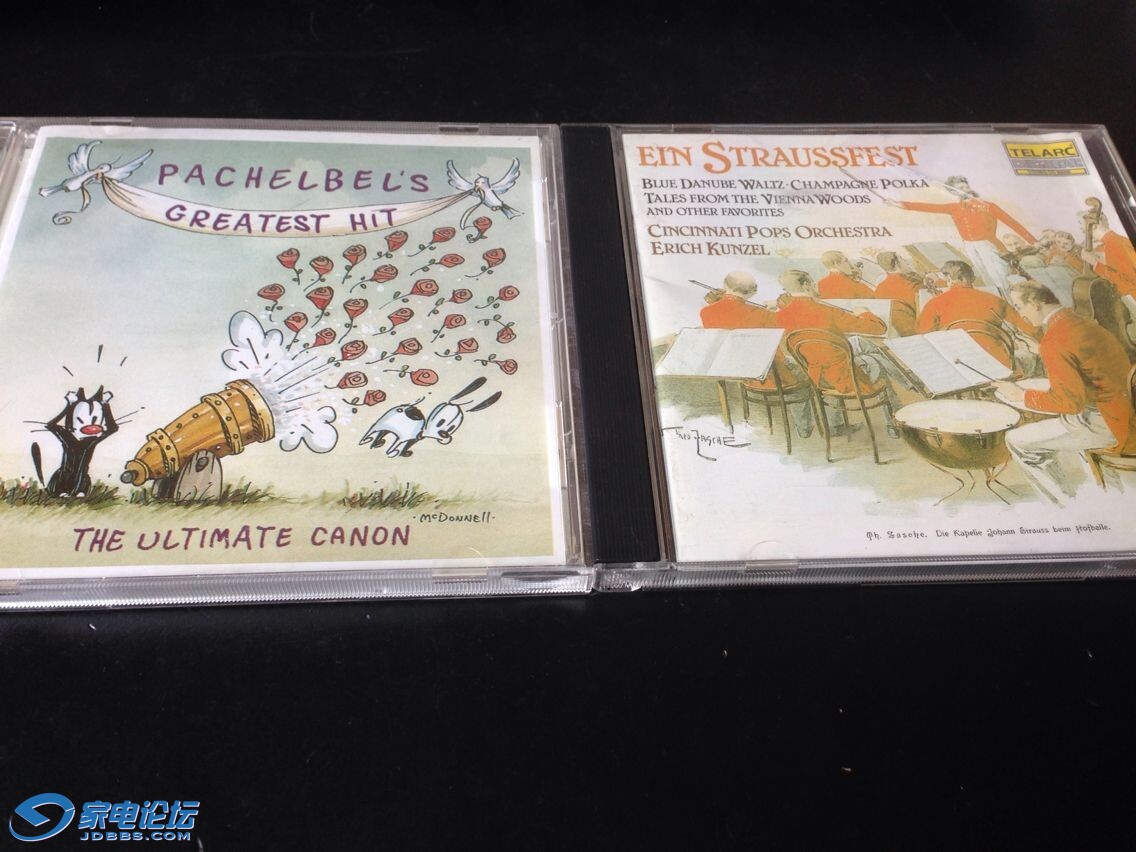 PACHELBEL'S
GREATEST HIT
McDONNEll
THE ULTIMATE CANON
EIN STRAUSSFEST
TELARC
DIGITAL
BLUE DANUBE WALTZ·CHAMPAGNE POLKA
TALES FROM THE VIENNA WOODS
AND OTHER FAVORITES
CINCINNATI POPS ORCHESTRA
ERICH KUNZEL
Th. Zasche. Die Kapelle Johann Strauss beim Hofballe.
家电论坛
JDBBS.COM